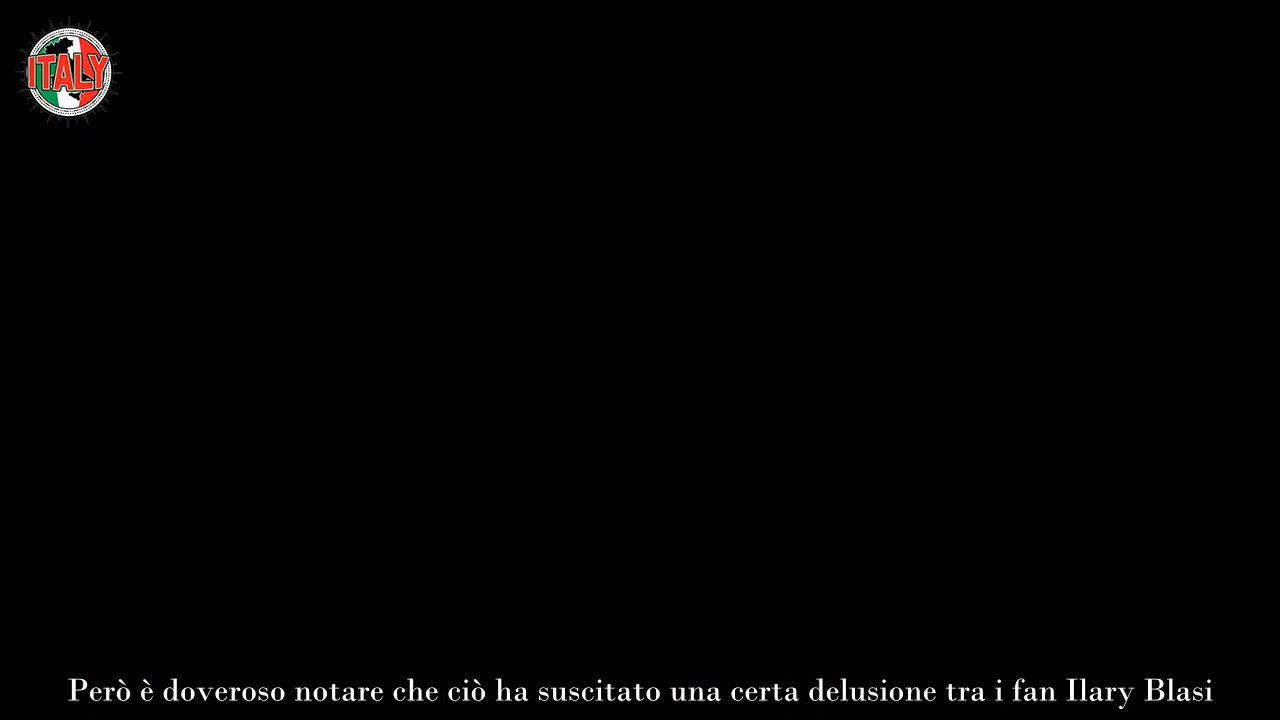 ITALY
Però è doveroso notare che ciò ha suscitato una certa delusione tra i fan Ilary Blasi